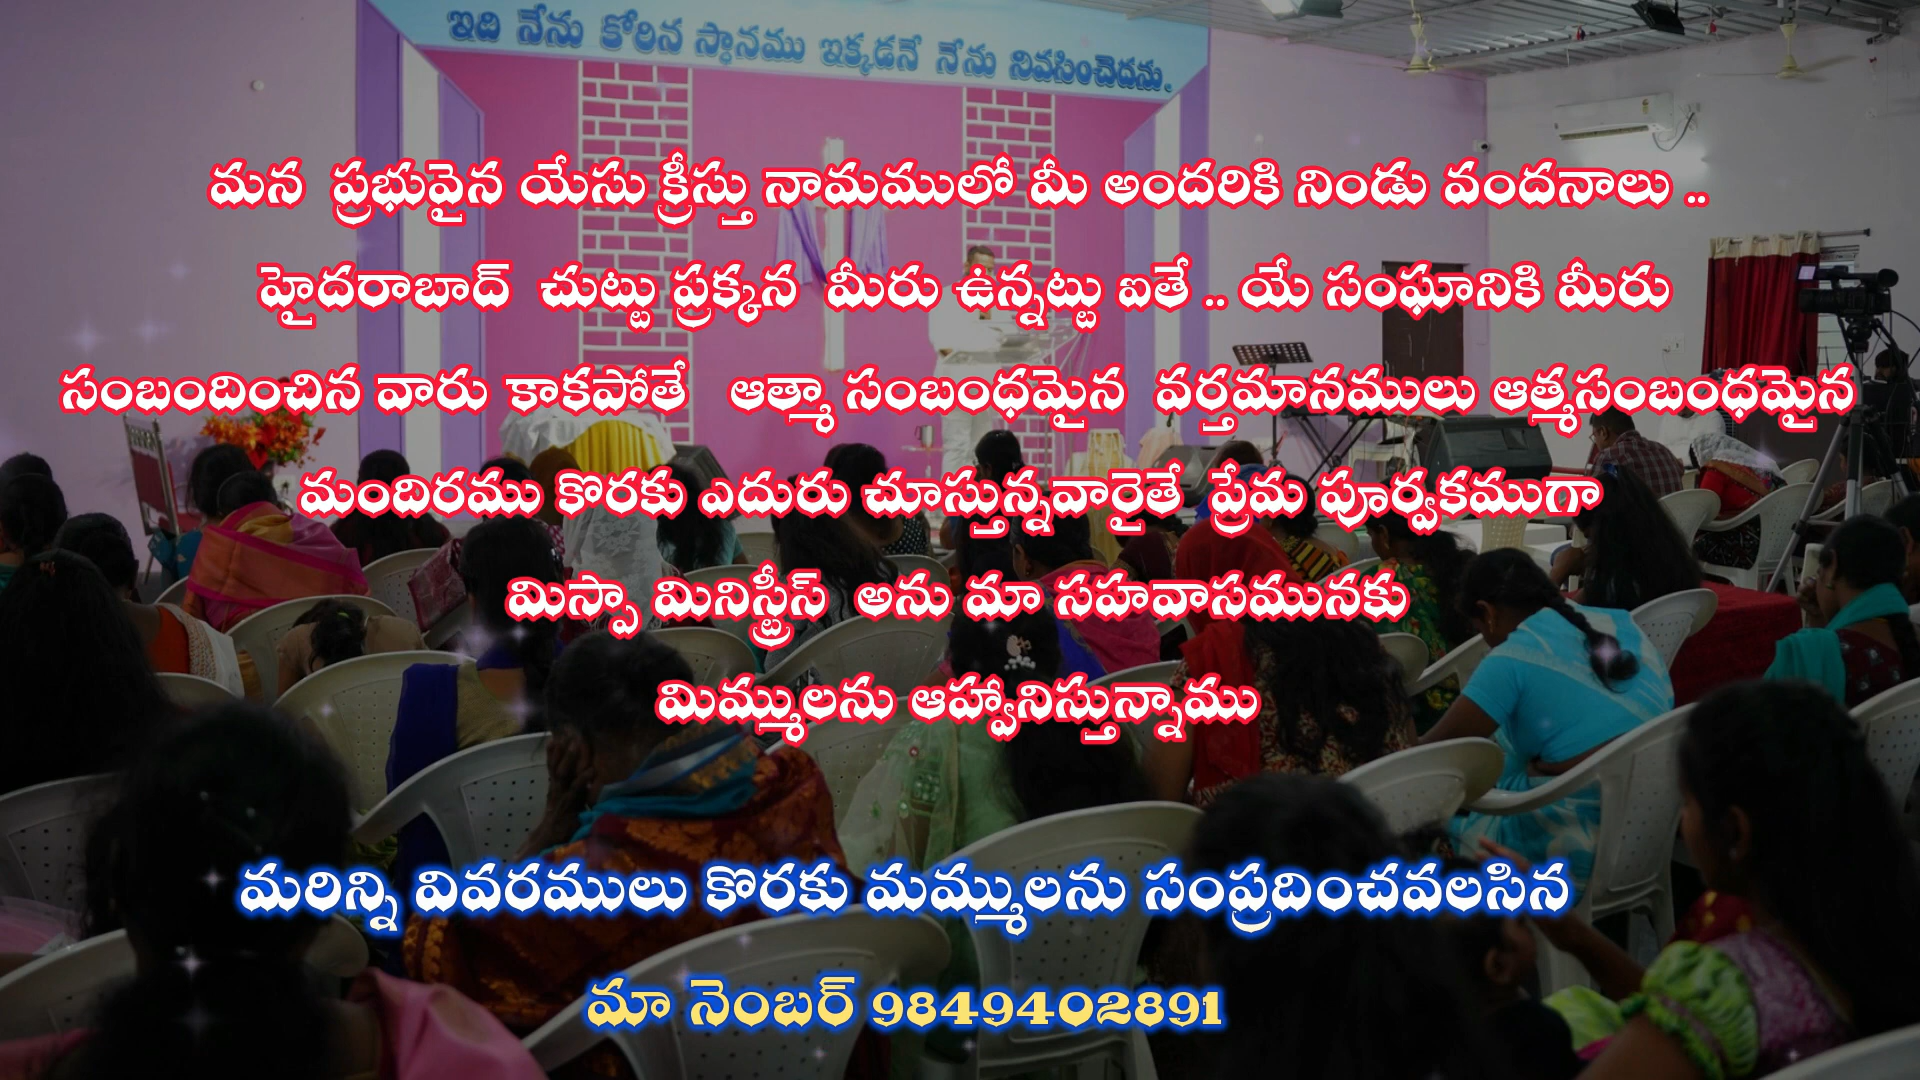 ఇది నేను కోరిన స్థానము ఇక్కడనే నేను నివసించెదను.
మన ప్రభువైన యేసు క్రీస్తు నామములో మీ అందరికి నిండు వందనాలు ..
హైదరాబాద్ చుట్టు ప్రక్కన మీరు ఉన్నట్టు ఐతే .. యే సంఘానికి మీరు
సంబందించిన వారు కాకపోతే ఆత్మా సంబంధమైన వర్తమానములు ఆత్మసంబంధమైన
మందిరము కొరకు ఎదురు చూస్తున్నవారైతే ప్రేమ పూర్వకముగా
మిస్పా మినిస్ట్రీస్ అను మా సహవాసమునకు
మిమ్ములను ఆహ్వానిస్తున్నాము
మరిన్ని వివరములు కొరకు మమ్ములను సంప్రదించవలసిన
మా నెంబర్ 9849402891